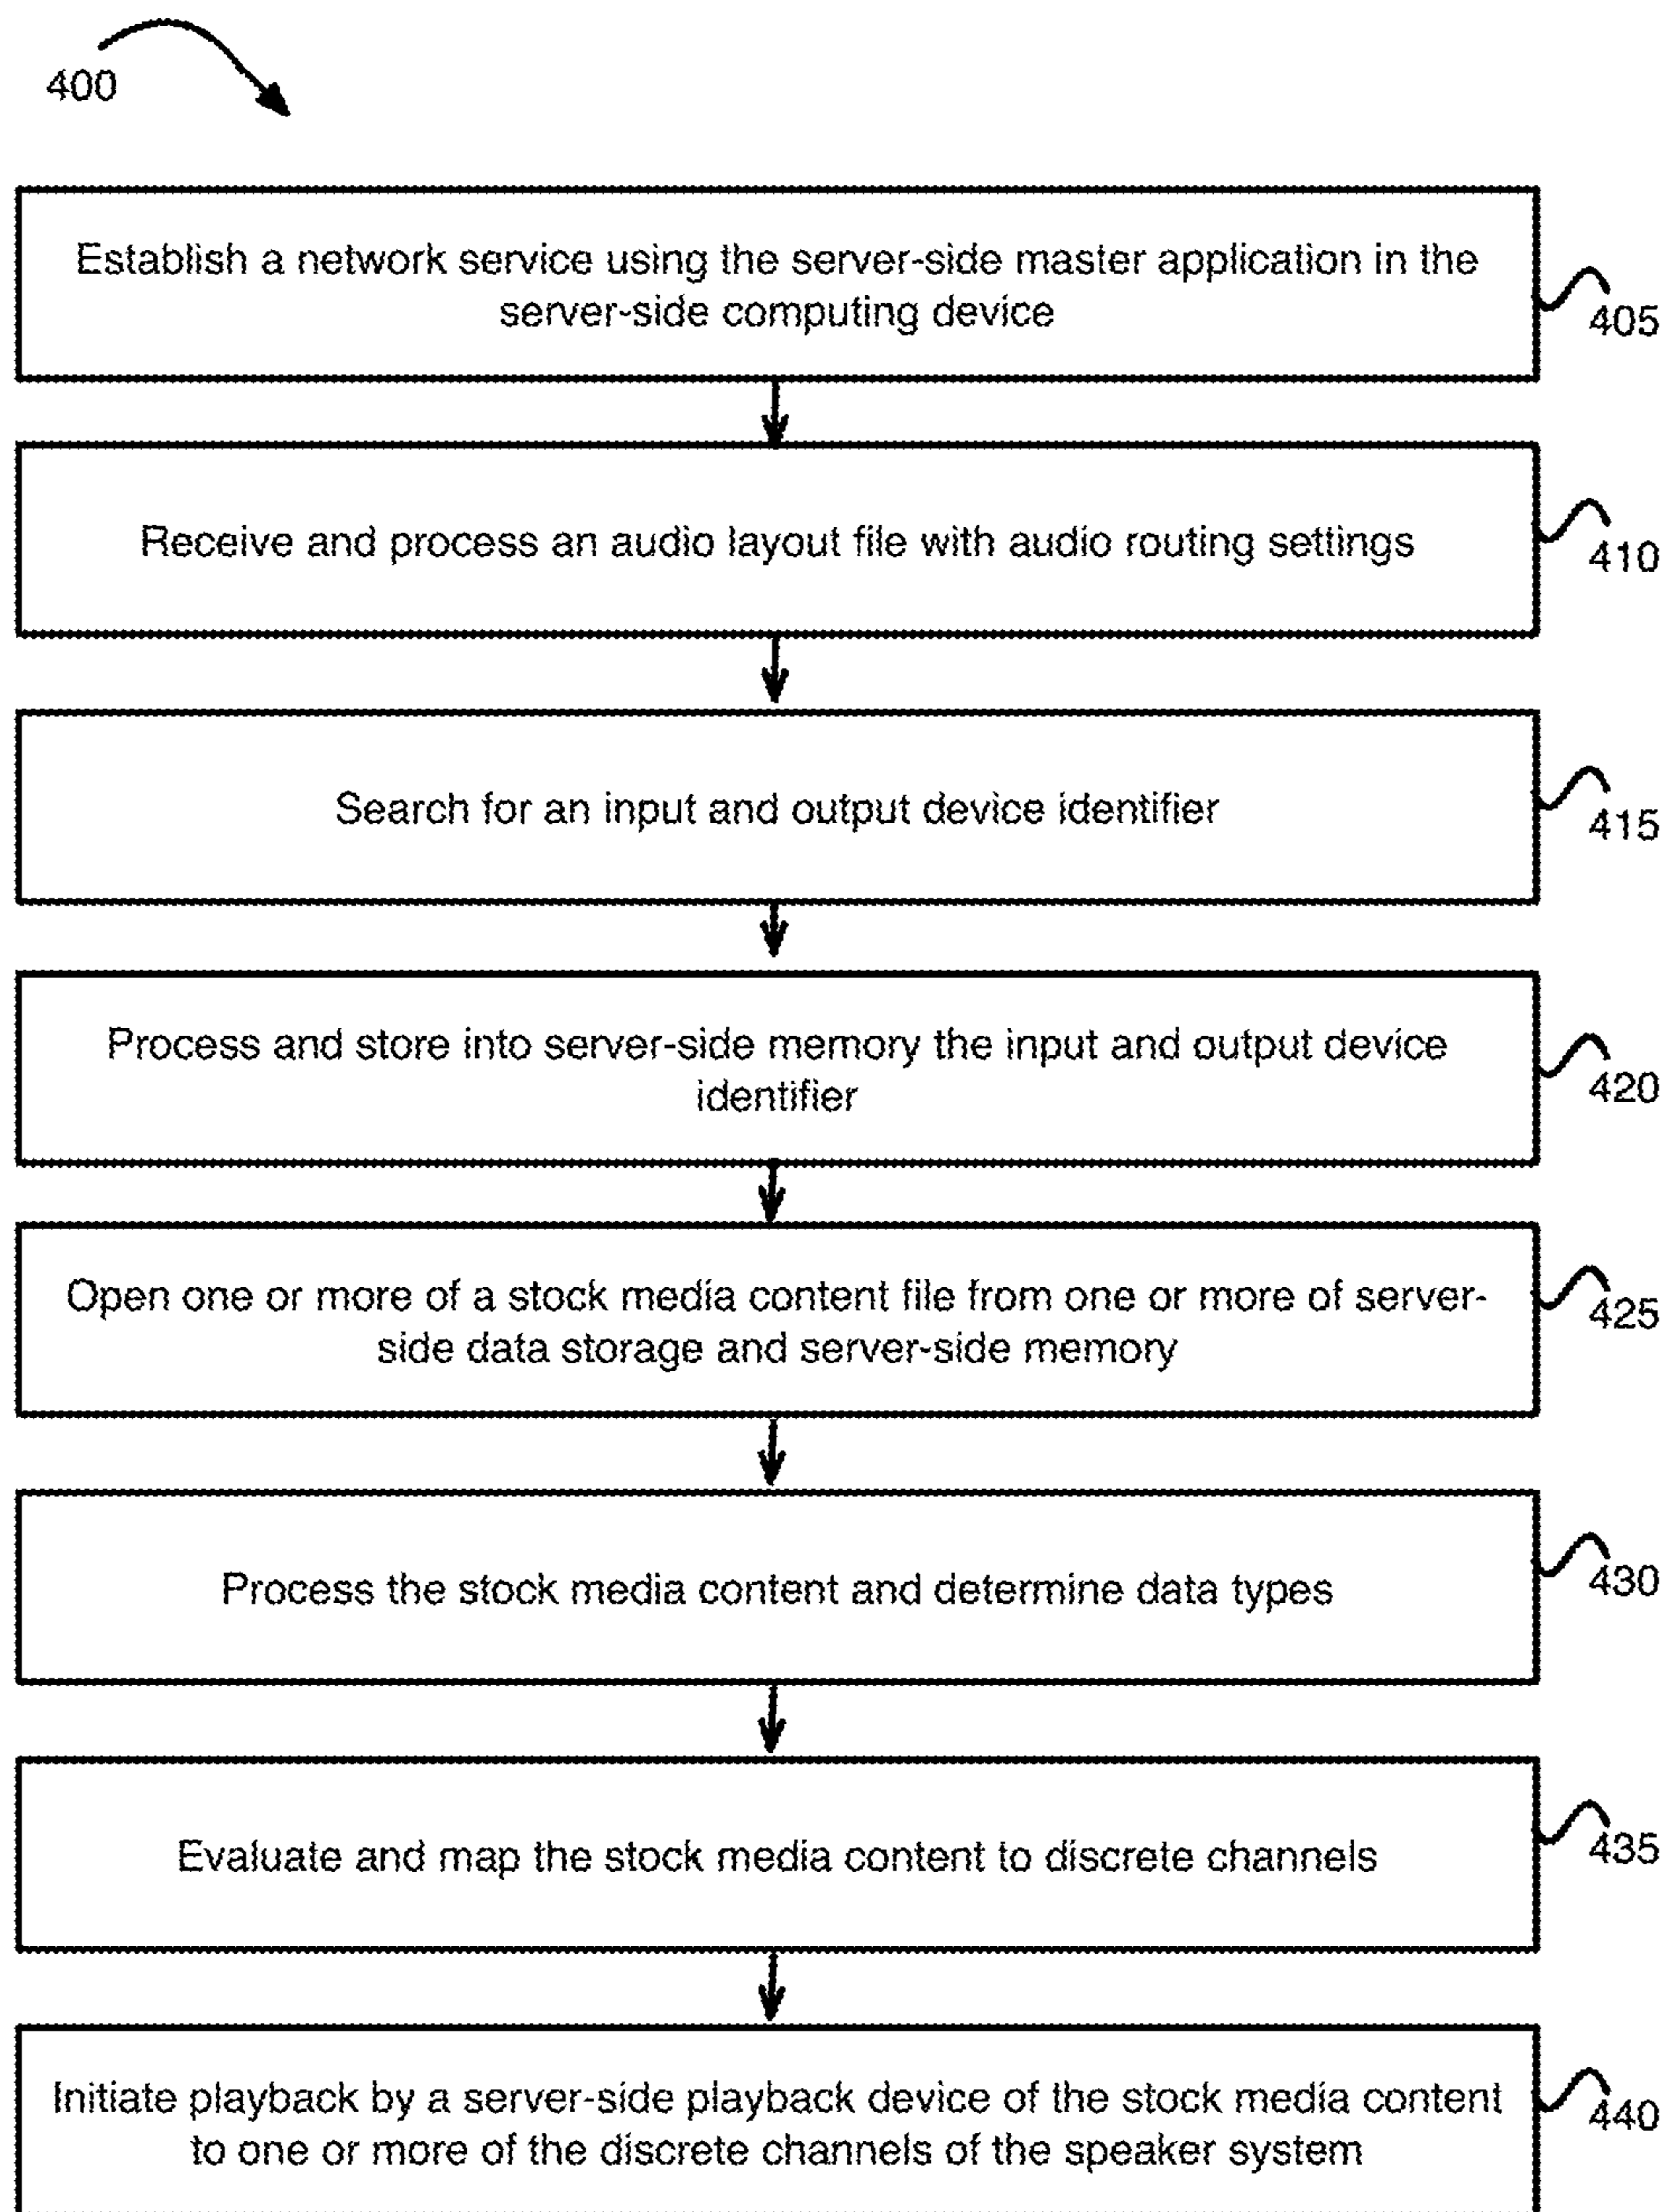 400
Establish a network service using the server-side master application in the
server-side computing device
405
Receive and process an audio layout file with audio routing settings
410
Search for an input and output device identifier
415
Process and store into server-side memory the input and output device
identifier
420
Open one or more of a stock media content file from one or more of server-
side data storage and server-side memory
425
Process the stock media content and determine data types
430
Evaluate and map the stock media content to discrete channels
435
Initiate playback by a server-side playback device of the stock media content
to one or more of the discrete channels of the speaker system
440